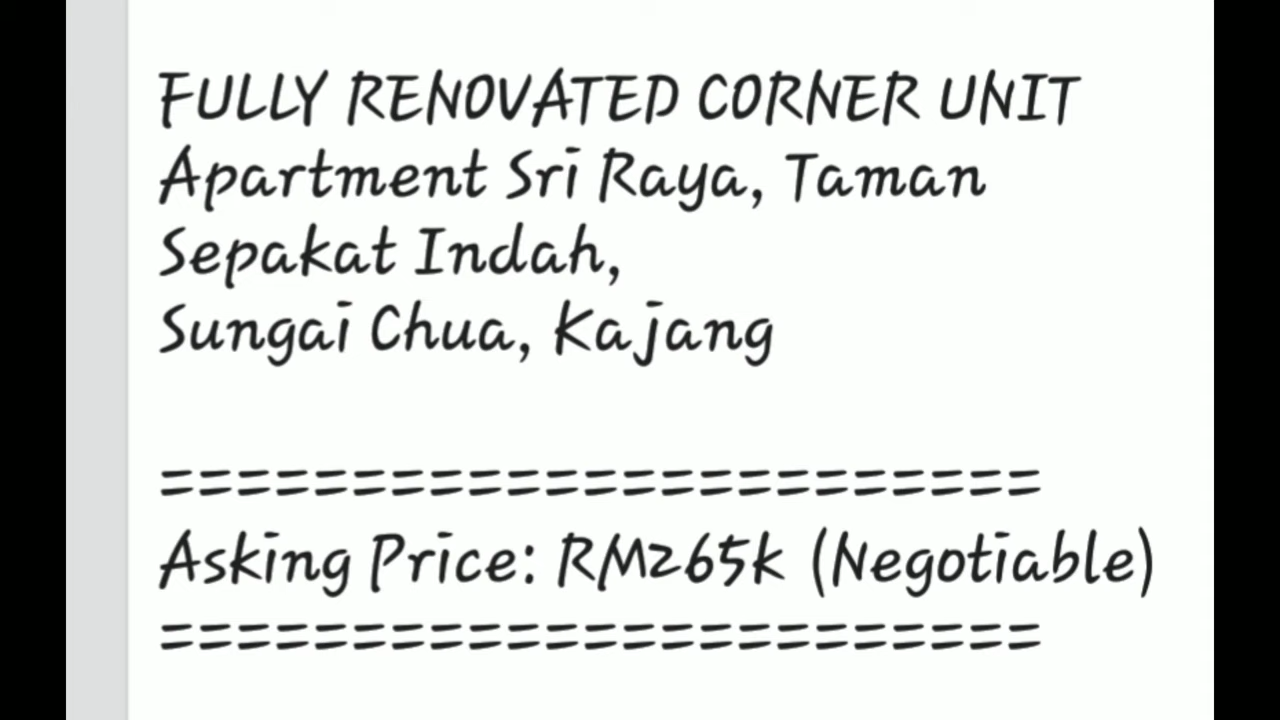 FULLY RENOVATED CORNER UNIT
Apartment Sri Raya, Taman
Sepakat Indah,
Sungai Chua, Kajang
=======================
Asking Price: RM265k (Negotiable)
=======================